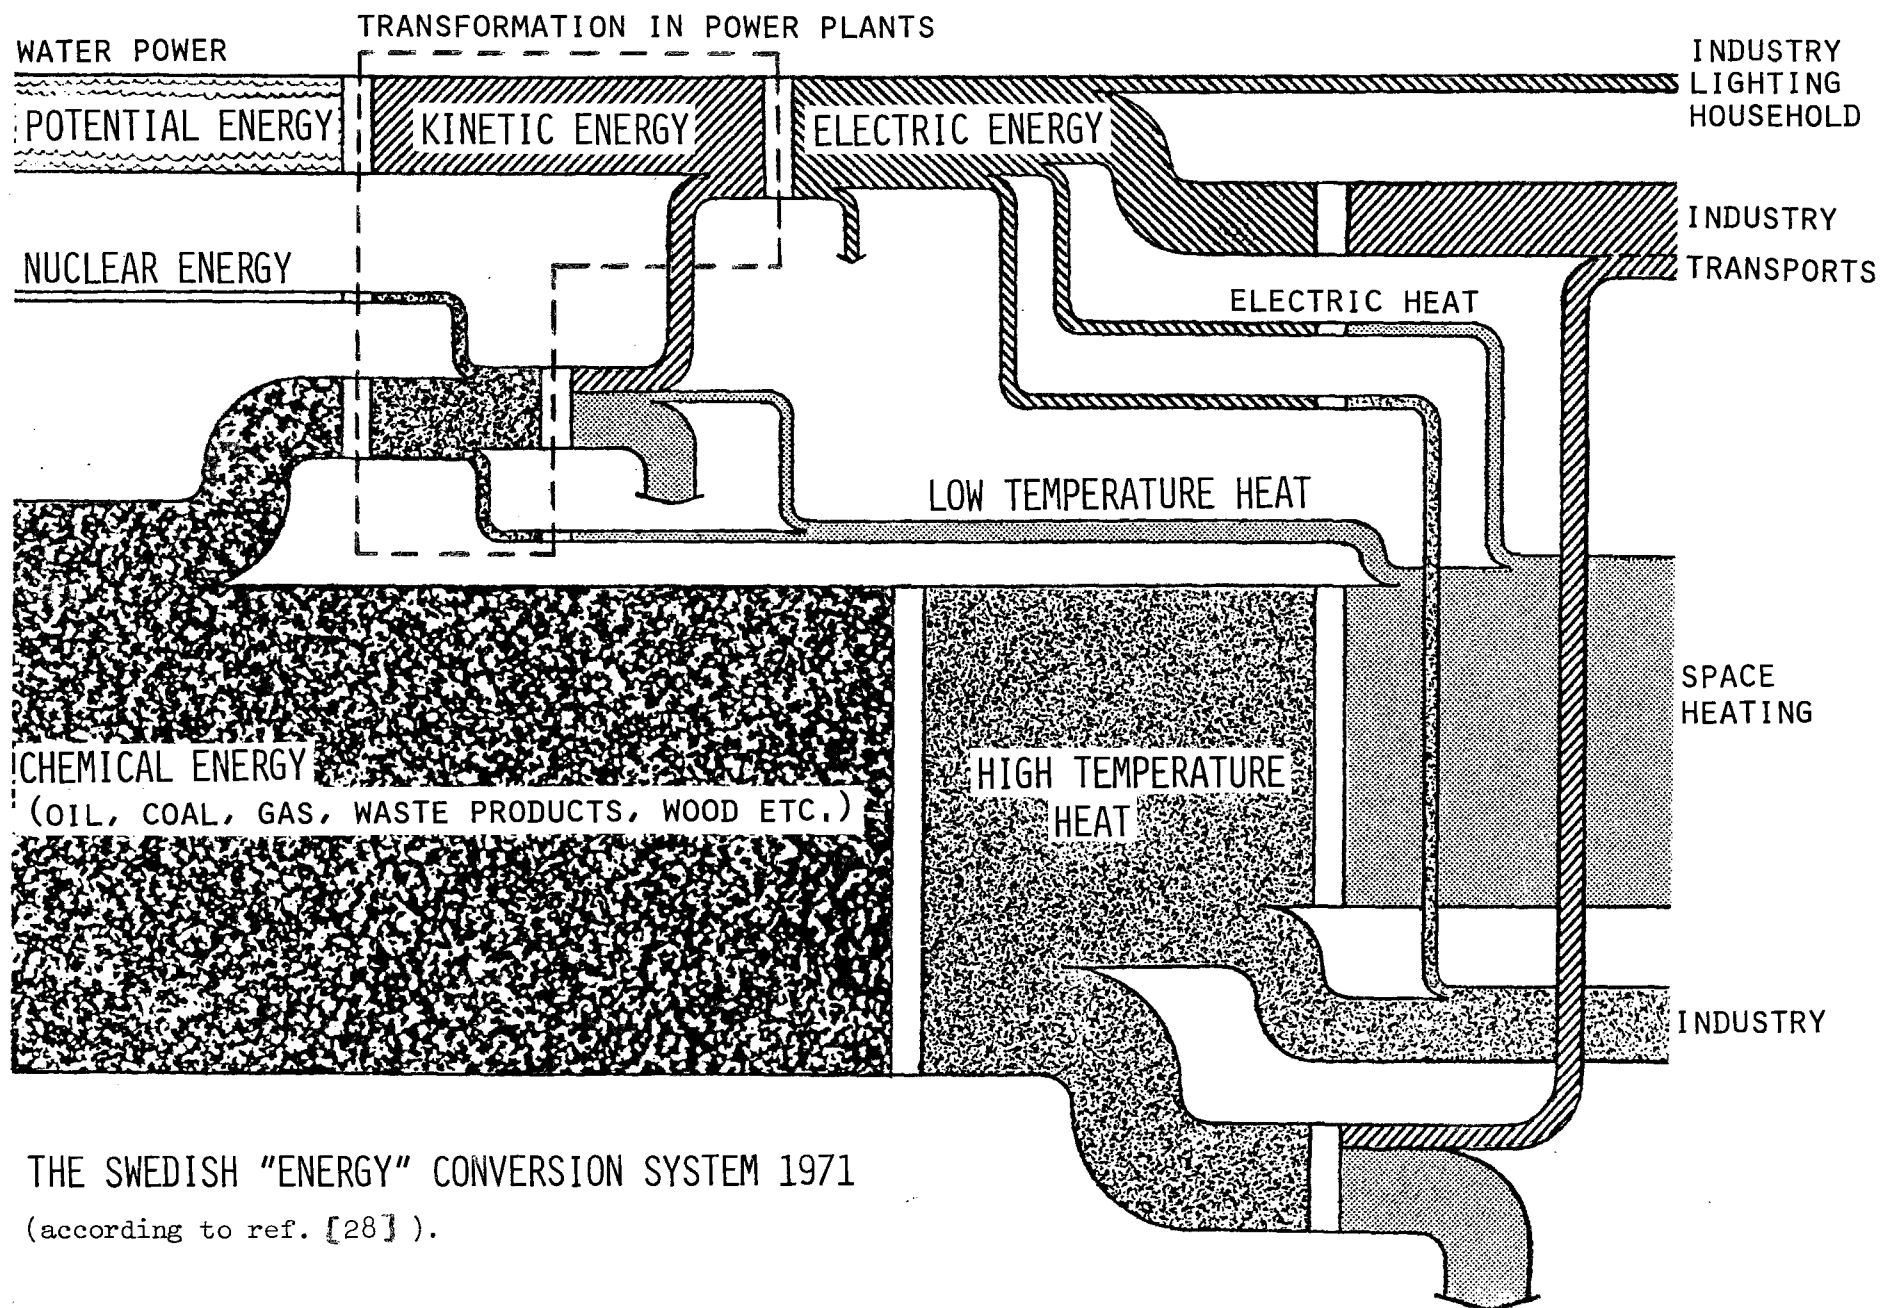 TRANSFORMATION IN POWER PLANTS
WATER POWER
INDUSTRY
LIGHTING
HOUSEHOLD
POTENTIAL ENERGY
KINETIC ENERGY
ELECTRIC ENERGY
INDUSTRY
NUCLEAR ENERGY
TRANSPORTS
ELECTRIC HEAT
LOW TEMPERATURE HEAT
SPACE
HEATING
CHEMICAL ENERGY
(OIL, COAL, GAS, WASTE PRODUCTS, WOOD ETC.)
HIGH TEMPERATURE
HEAT
INDUSTRY
THE SWEDISH "ENERGY" CONVERSION SYSTEM 1971
(according to ref. [28] ).